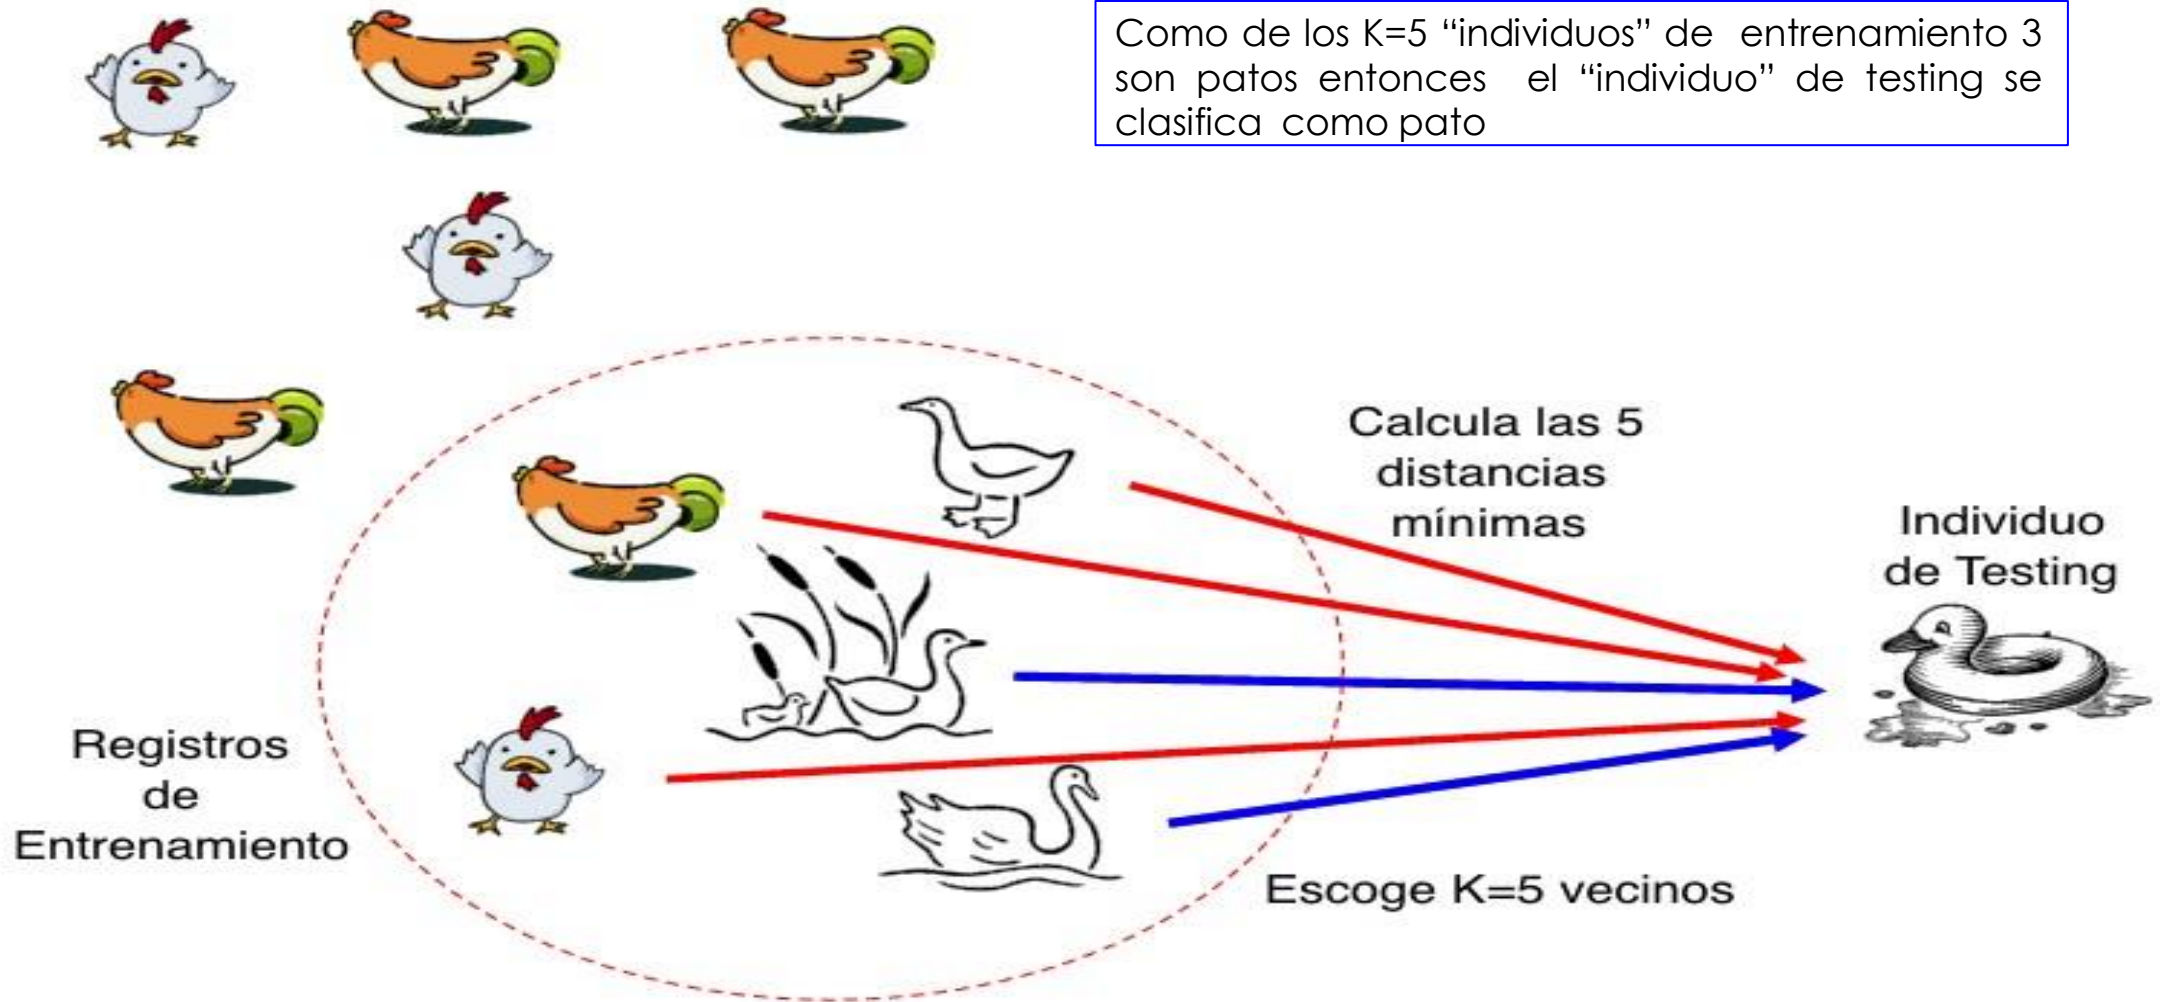 Como de los K=5 “individuos” de entrenamiento 3
son patos entonces el “individuo” de testing se
clasifica como pato
Calcula las 5
distancias
mínimas
Individuo
de Testing
Registros
de
Entrenamiento
Escoge K=5 vecinos